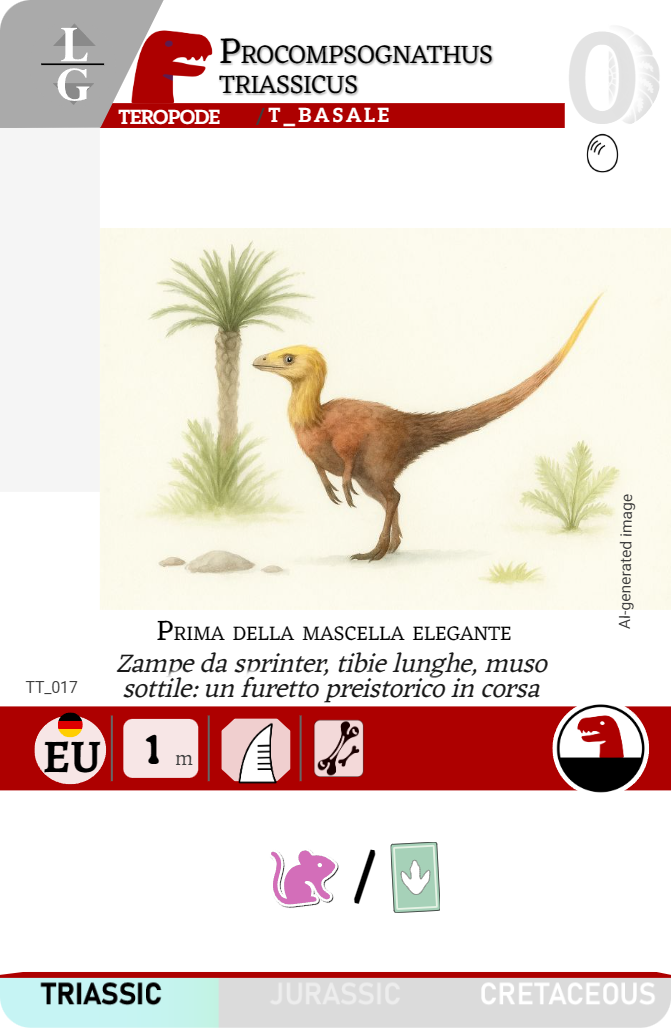 L
G
Procompsognathus
triassicus
TEROPODE / T_BASALE
0
AI-generated image
Prima della mascella elegante
Zampe da sprinter, tibie lunghe, muso
sottile: un furetto preistorico in corsa
TT_017
EU
1 m
/
TRIASSIC JURASSIC CRETACEOUS